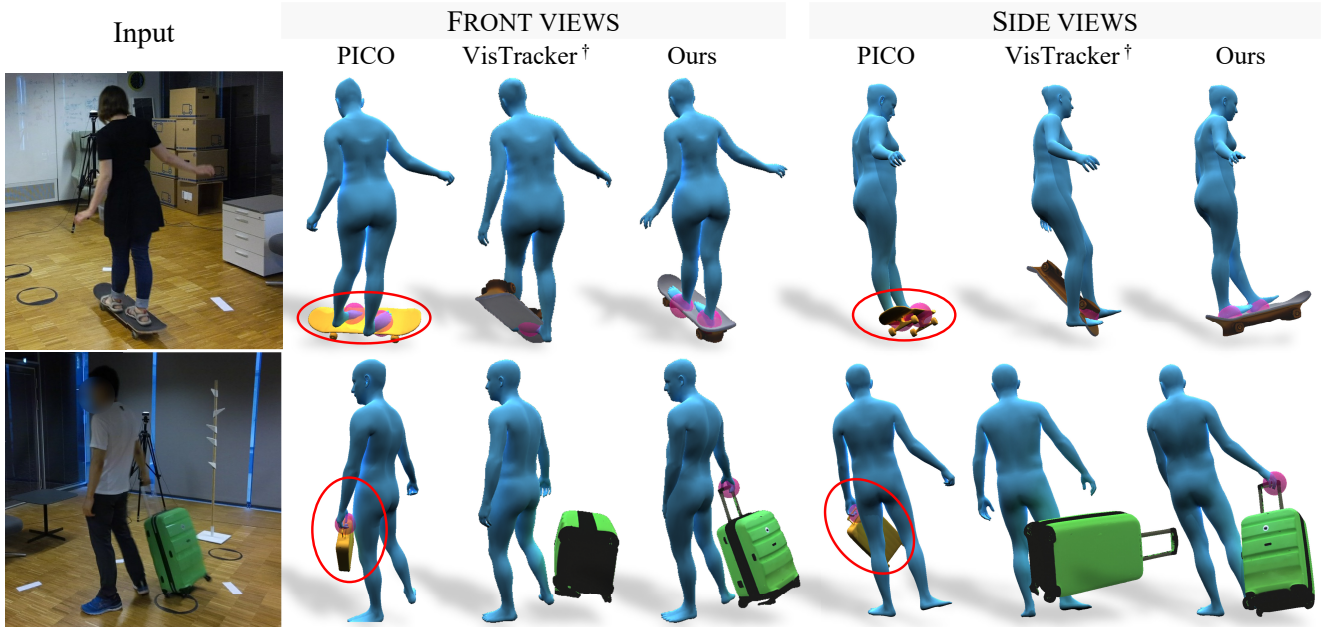 Input
FRONT VIEWS
SIDE VIEWS
PICO
VisTracker †
Ours
PICO
VisTracker †
Ours